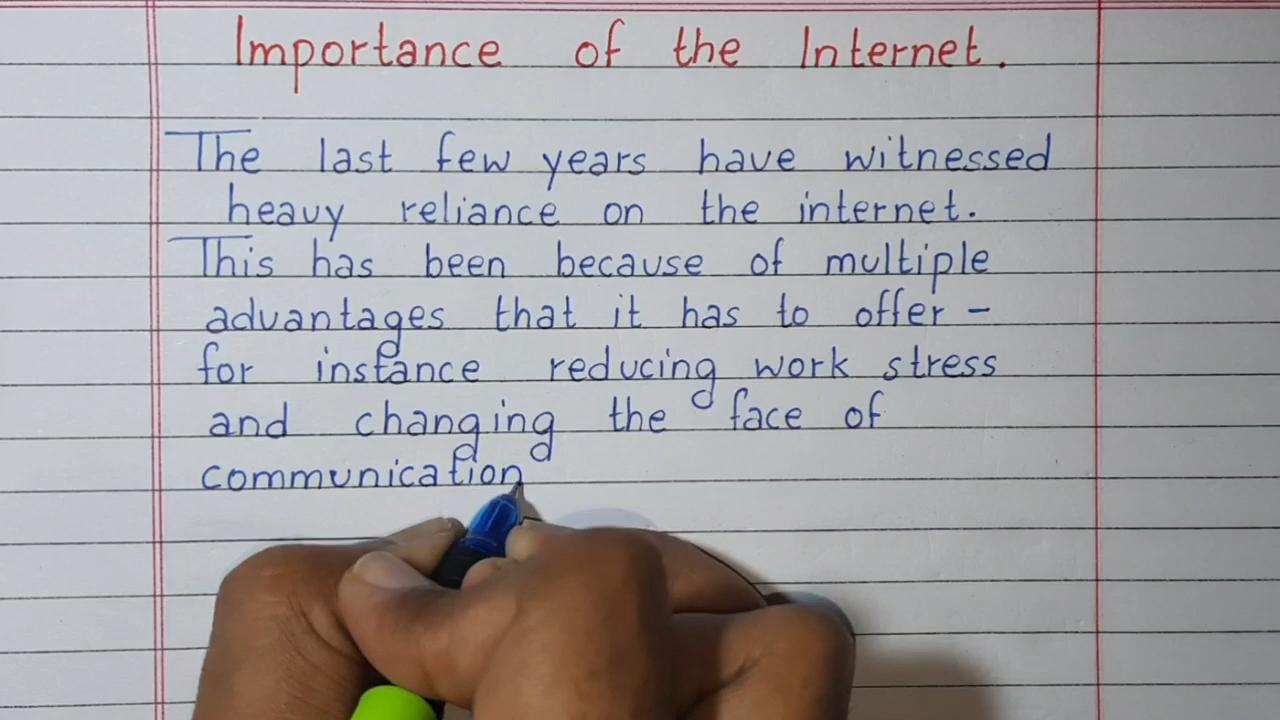 Importance of the Internet.
The last few years have witnessed
heavy reliance on the internet.
This has been because of multiple
advantages that it has to offer -
for instance reducing work stress
and changing the face of
communication